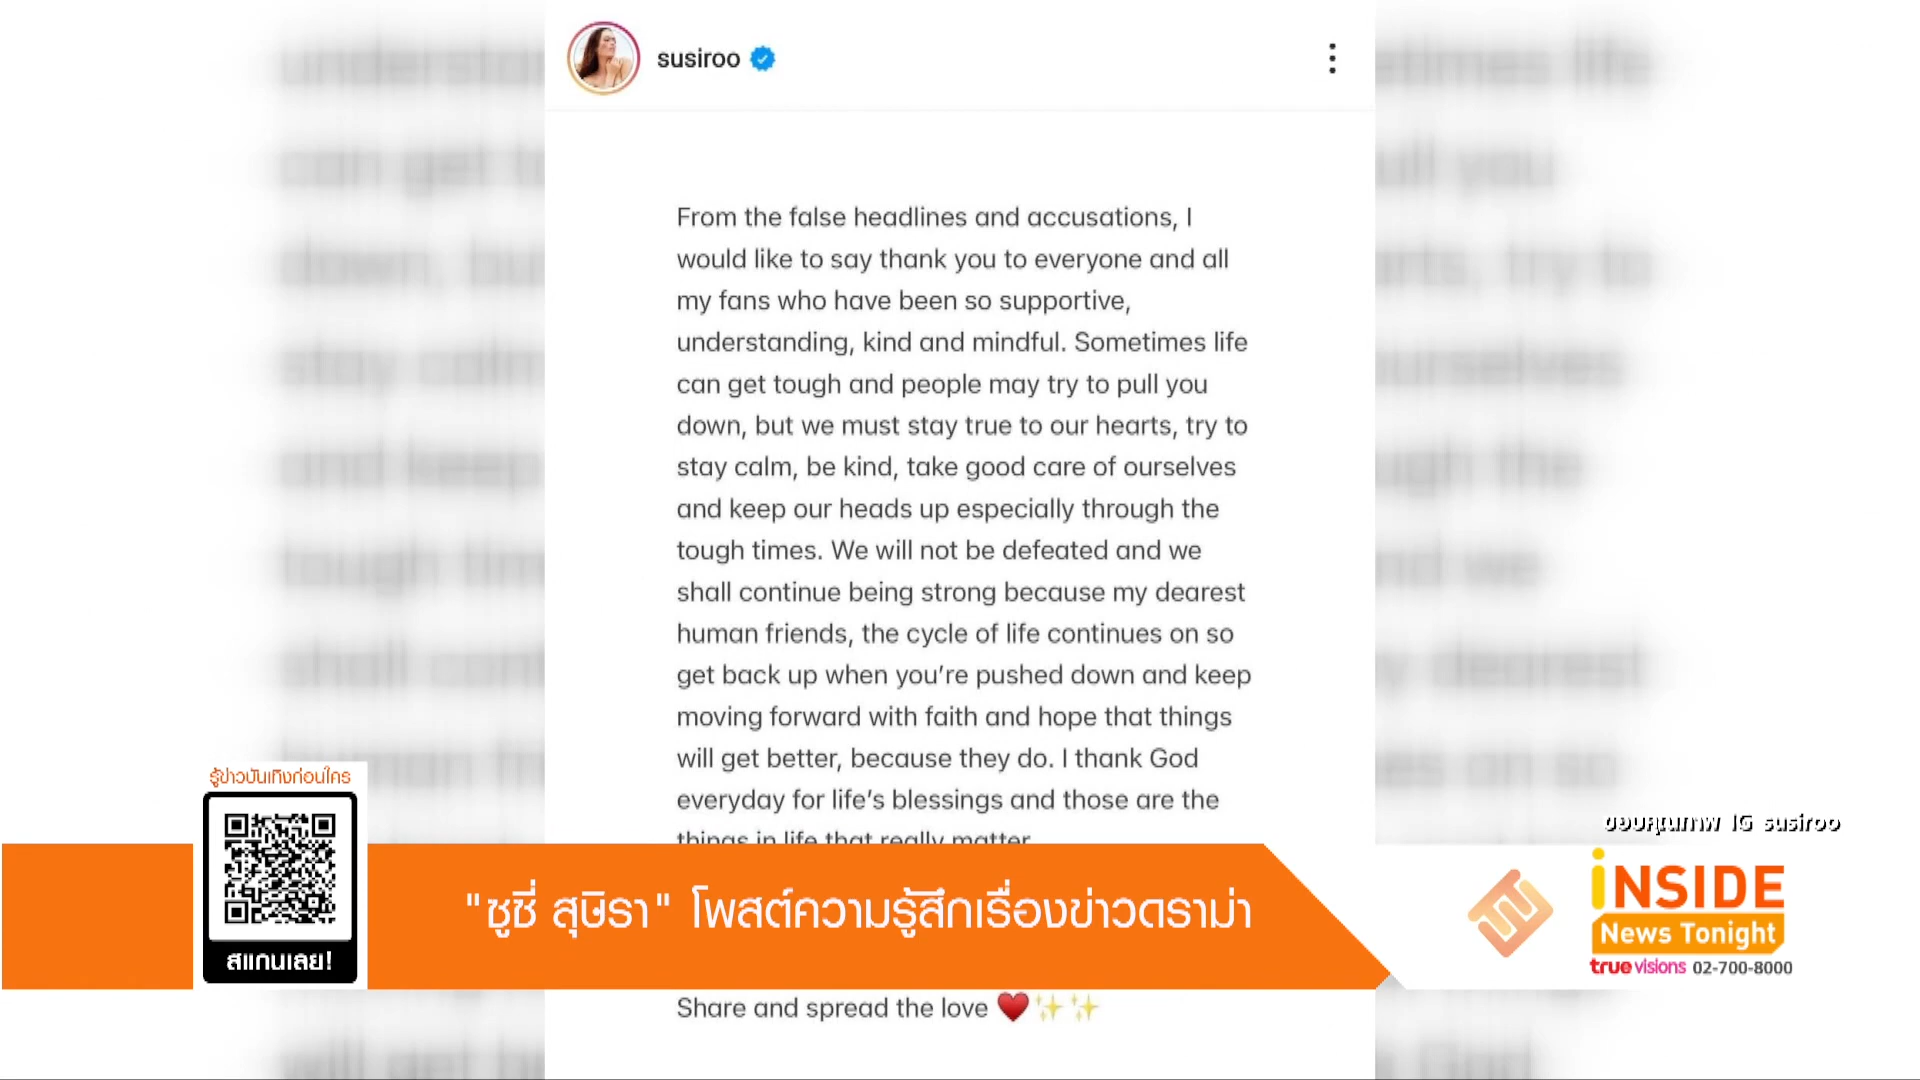 susiroo
From the false headlines and accusations, I
would like to say thank you to everyone and all
my fans who have been so supportive,
understanding, kind and mindful. Sometimes life
can get tough and people may try to pull you
down, but we must stay true to our hearts, try to
stay calm, be kind, take good care of ourselves
and keep our heads up especially through the
tough times. We will not be defeated and we
shall continue being strong because my dearest
human friends, the cycle of life continues on so
get back up when you're pushed down and keep
moving forward with faith and hope that things
will get better, because they do. I thank God
everyday for life's blessings and those are the
things in life that really matter.
Share and spread the love ❤️✨✨
รู้ข่าวบันเทิงก่อนใคร
สแกนเลย!
"ซูซี่ สุษิรา" โพสต์ความรู้สึกเรื่องข่าวดราม่า
ขอบคุณภาพ IG susiroo
iNSIDE
News Tonight
truevisions 02-700-8000